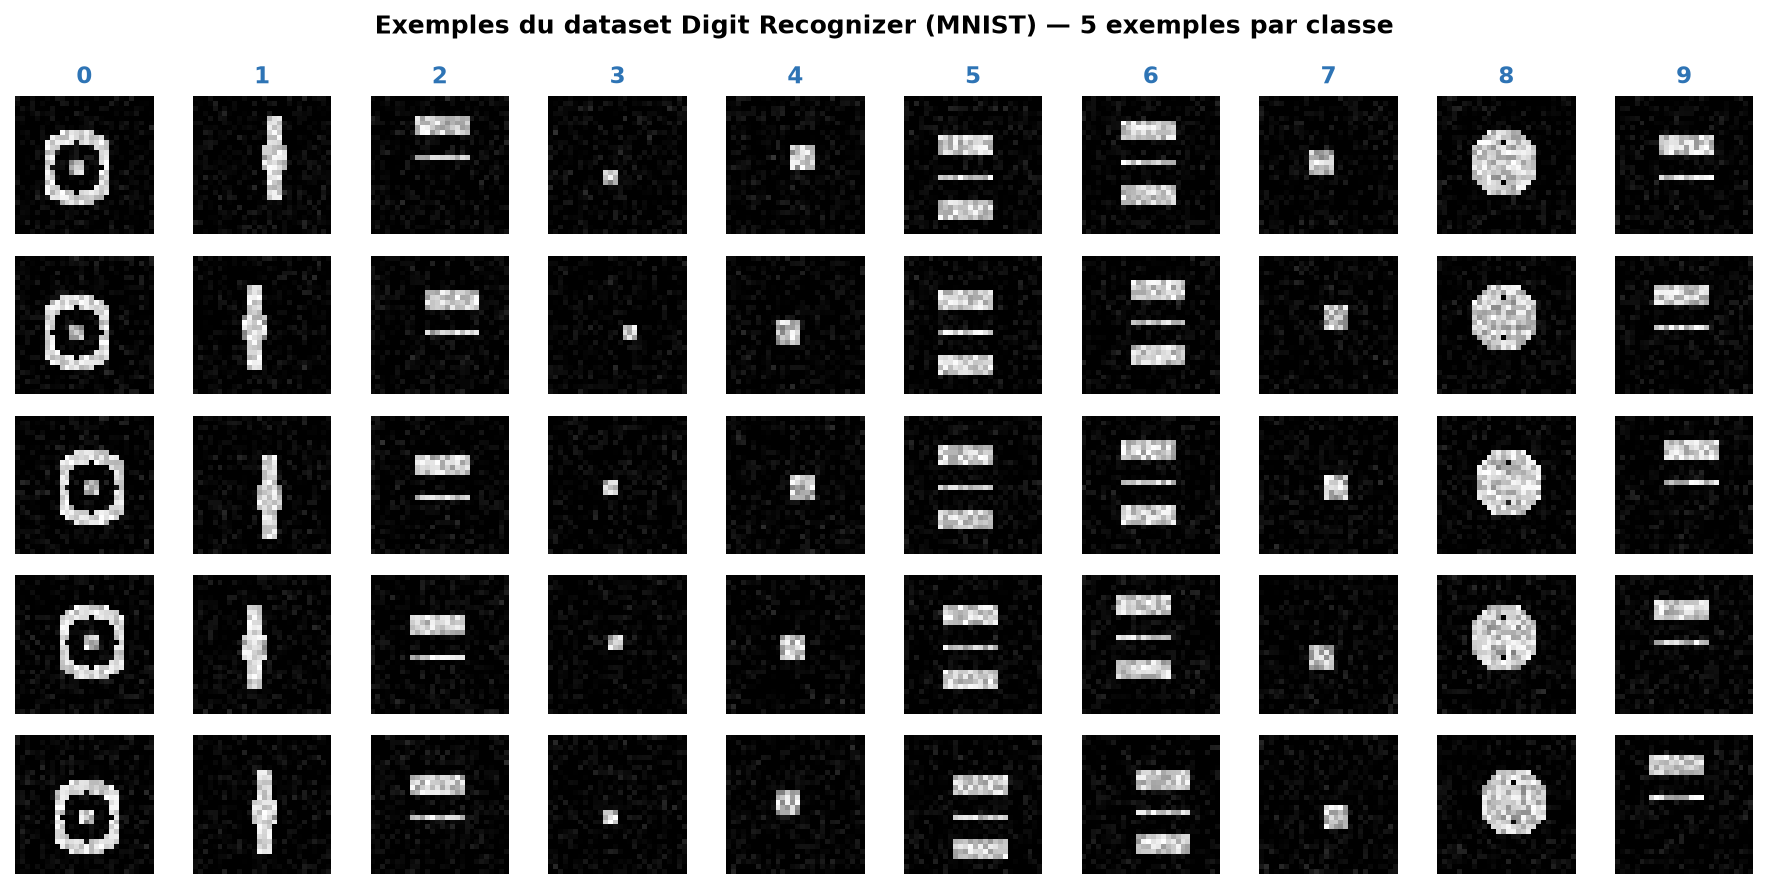 Exemples du dataset Digit Recognizer (MNIST) — 5 exemples par classe
0 1 2 3 4 5 6 7 8 9